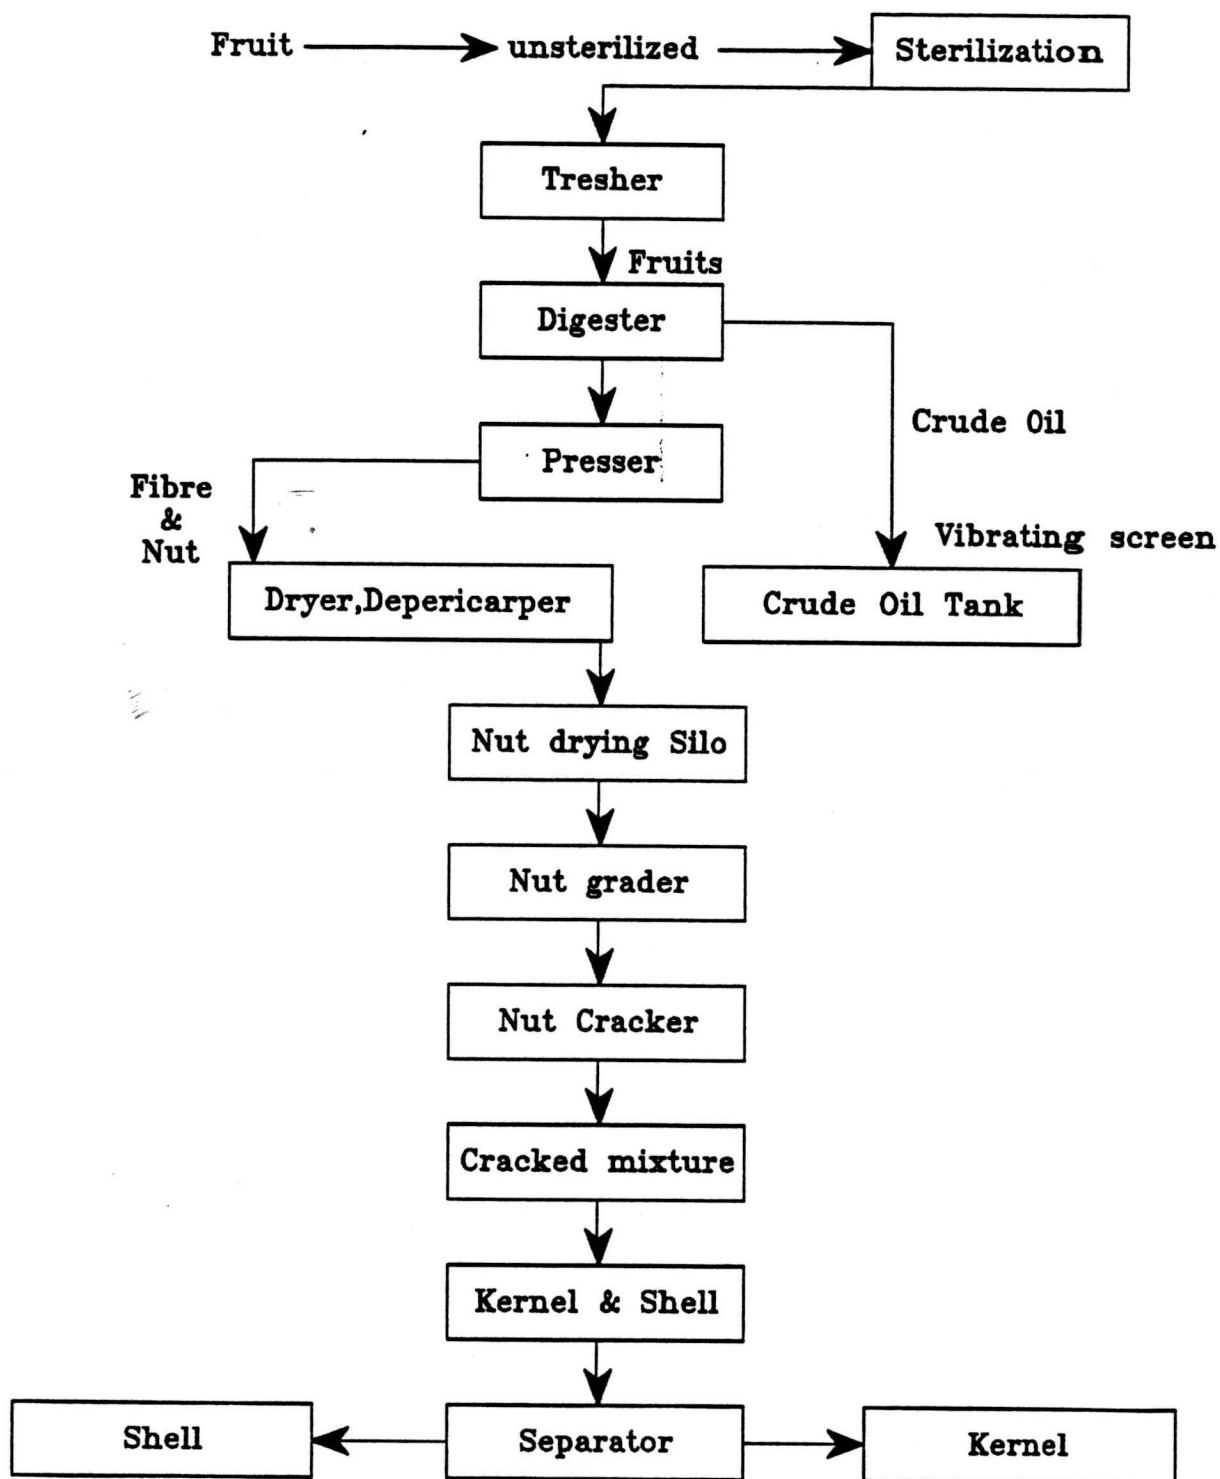 Fruit unsterilized Sterilization
Tresher
Fruits
Digester
Crude Oil
Presser
Fibre
&
Nut
Vibrating screen
Dryer,Depericarper
Crude Oil Tank
Nut drying Silo
Nut grader
Nut Cracker
Cracked mixture
Kernel & Shell
Shell
Separator
Kernel